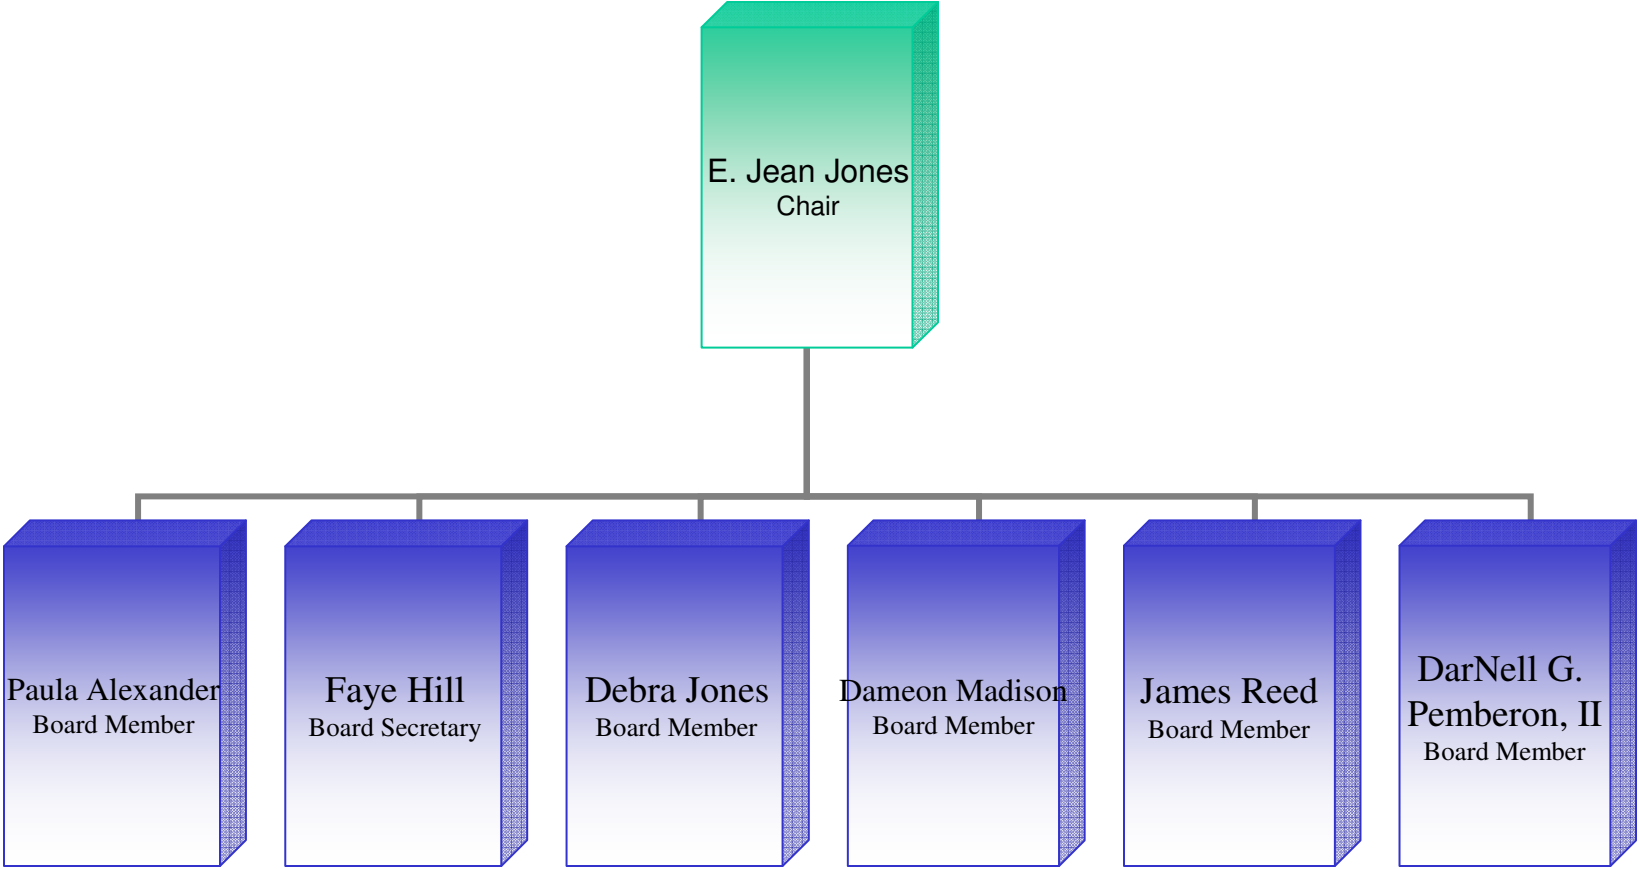 E. Jean Jones
Chair
Paula Alexander
Board Member
Faye Hill
Board Secretary
Debra Jones
Board Member
Dameon Madison
Board Member
James Reed
Board Member
DarNell G.
Pemberon, II
Board Member